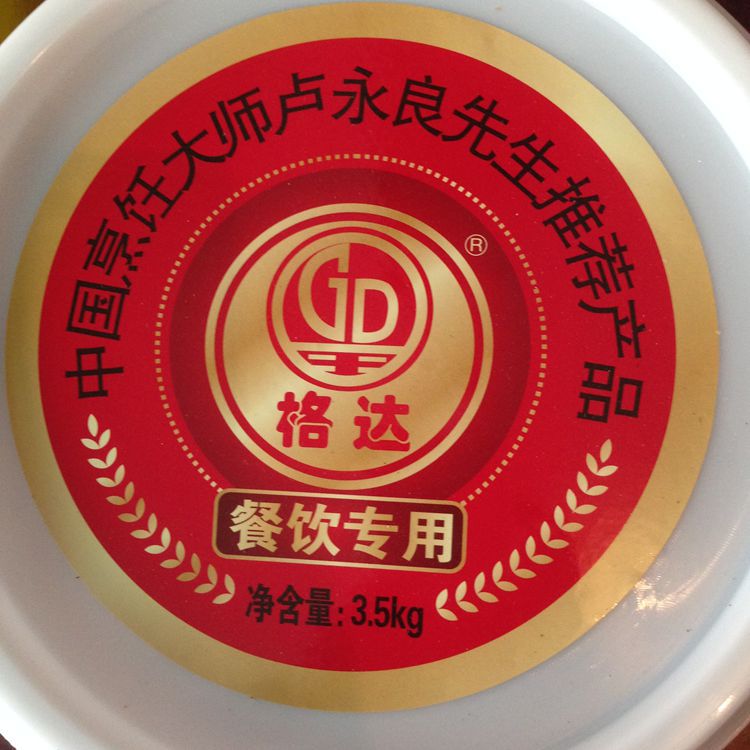 中国烹饪大师卢永良先生推荐产品
®
GD
格达
餐饮专用
净含量:3.5kg